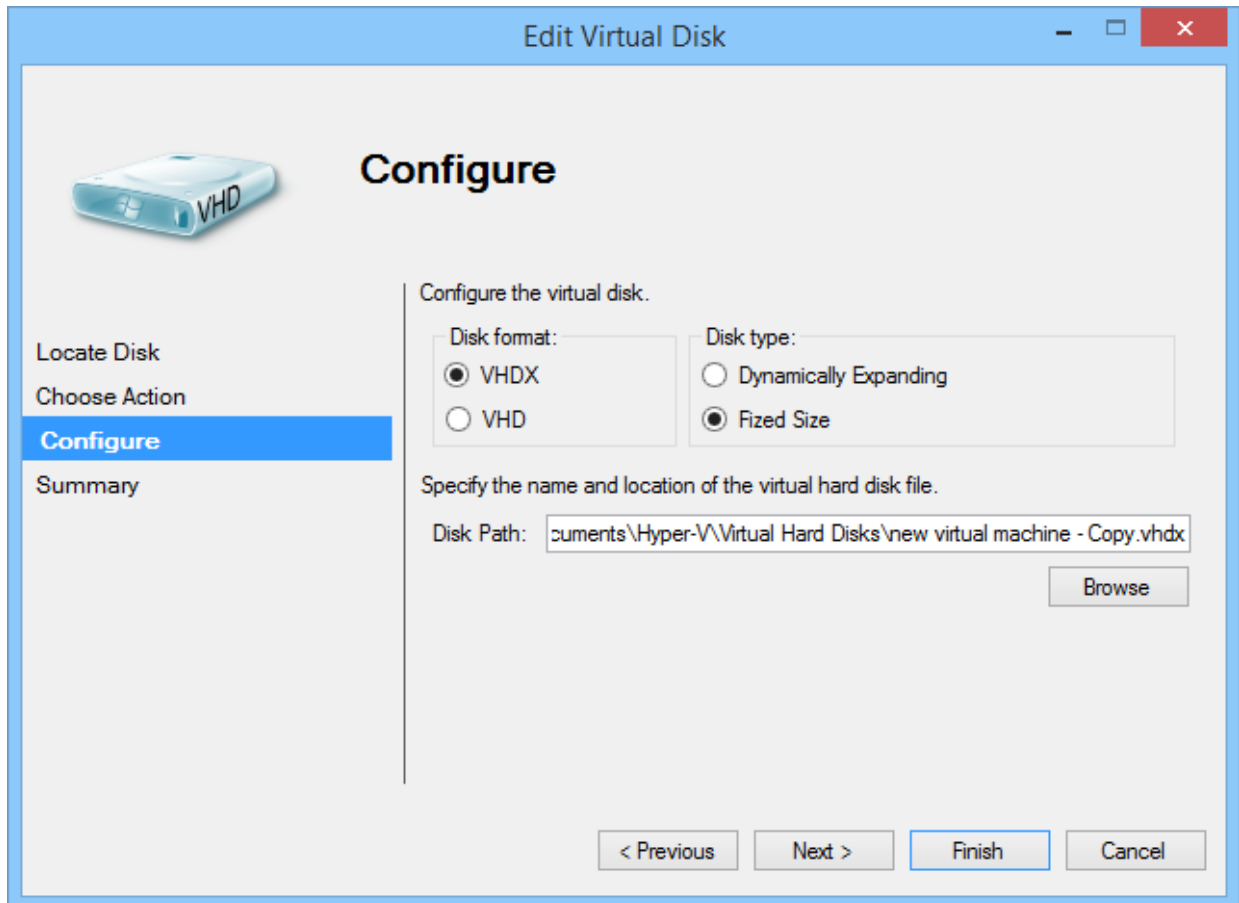 Edit Virtual Disk
VHD
Configure
Configure the virtual disk.
Locate Disk
Choose Action
Configure
Summary
Disk format:
VHDX
VHD
Disk type:
Dynamically Expanding
Fized Size
Specify the name and location of the virtual hard disk file.
Disk Path: cuments\Hyper-V\Virtual Hard Disks\new virtual machine - Copy.vhdx
Browse
< Previous Next > Finish Cancel